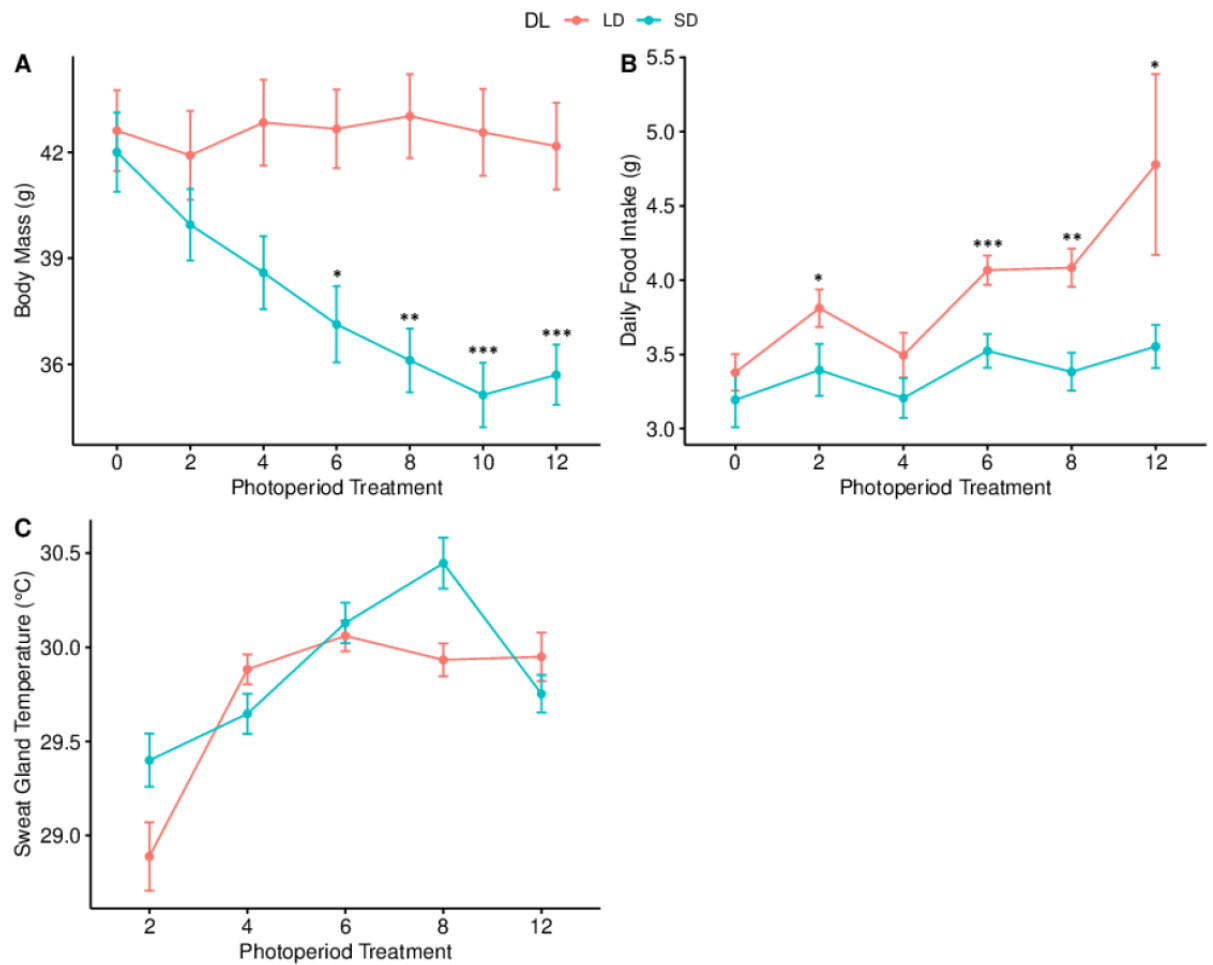 DL LD SD
A
Body Mass (g)
42
39
36
*
**
***
***
0 2 4 6 8 10 12
Photoperiod Treatment
B
Daily Food Intake (g)
5.5
5.0
4.5
4.0
3.5
3.0
*
***
**
*
0 2 4 6 8 12
Photoperiod Treatment
C
Sweat Gland Temperature (°C)
30.5
30.0
29.5
29.0
2 4 6 8 12
Photoperiod Treatment